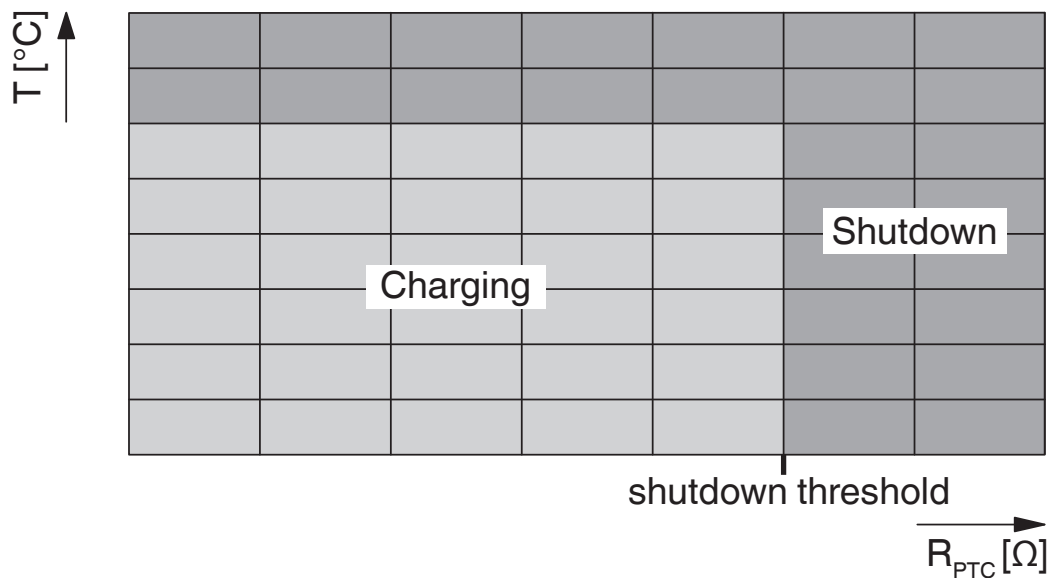 T [°C]
Shutdown
Charging
shutdown threshold
R_PTC [Ω]